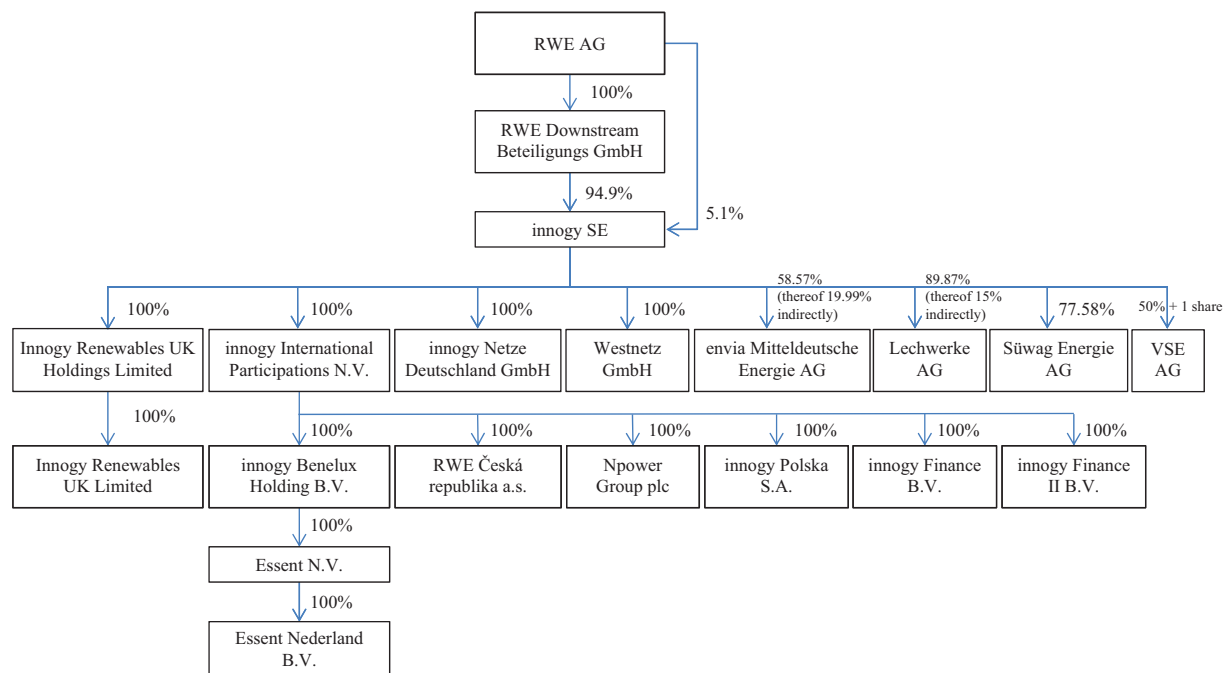 RWE AG
100%
RWE Downstream
Beteiligungs GmbH
94.9%
5.1%
innogy SE
100%
100%
100%
100%
58.57%
(thereof 19.99%
indirectly)
89.87%
(thereof 15%
indirectly)
77.58%
50% + 1 share
Innogy Renewables UK
Holdings Limited
innogy International
Participations N.V.
innogy Netze
Deutschland GmbH
Westnetz
GmbH
envia Mitteldeutsche
Energie AG
Lechwerke
AG
Süwag Energie
AG
VSE
AG
100%
100%
100%
100%
100%
100%
100%
Innogy Renewables
UK Limited
innogy Benelux
Holding B.V.
RWE Česká
republika a.s.
Npower
Group plc
innogy Polska
S.A.
innogy Finance
B.V.
innogy Finance
II B.V.
100%
Essent N.V.
100%
Essent Nederland
B.V.